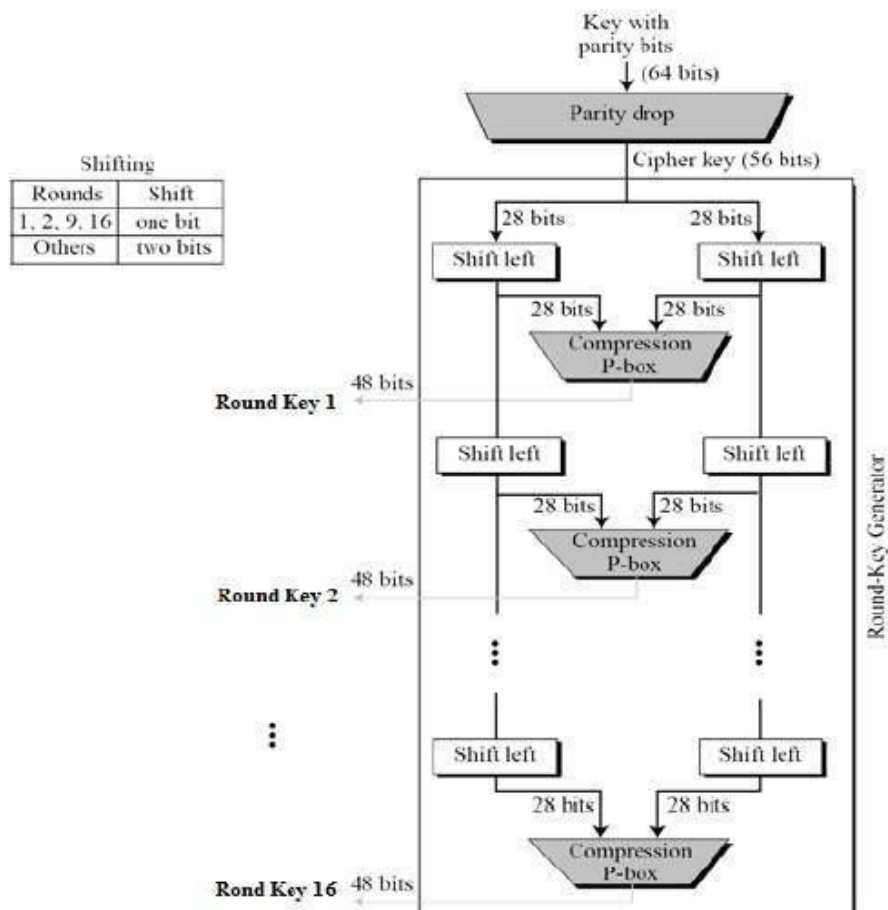 Key with
parity bits
(64 bits)
Parity drop
Cipher key (56 bits)
Shifting
Rounds Shift
1, 2, 9, 16 one bit
Others two bits
28 bits 28 bits
Shift left Shift left
28 bits 28 bits
Compression
P-box
48 bits
Round Key 1
Shift left Shift left
28 bits 28 bits
Compression
P-box
48 bits
Round Key 2
Round-Key Generator
Shift left Shift left
28 bits 28 bits
Compression
P-box
48 bits
Rond Key 16